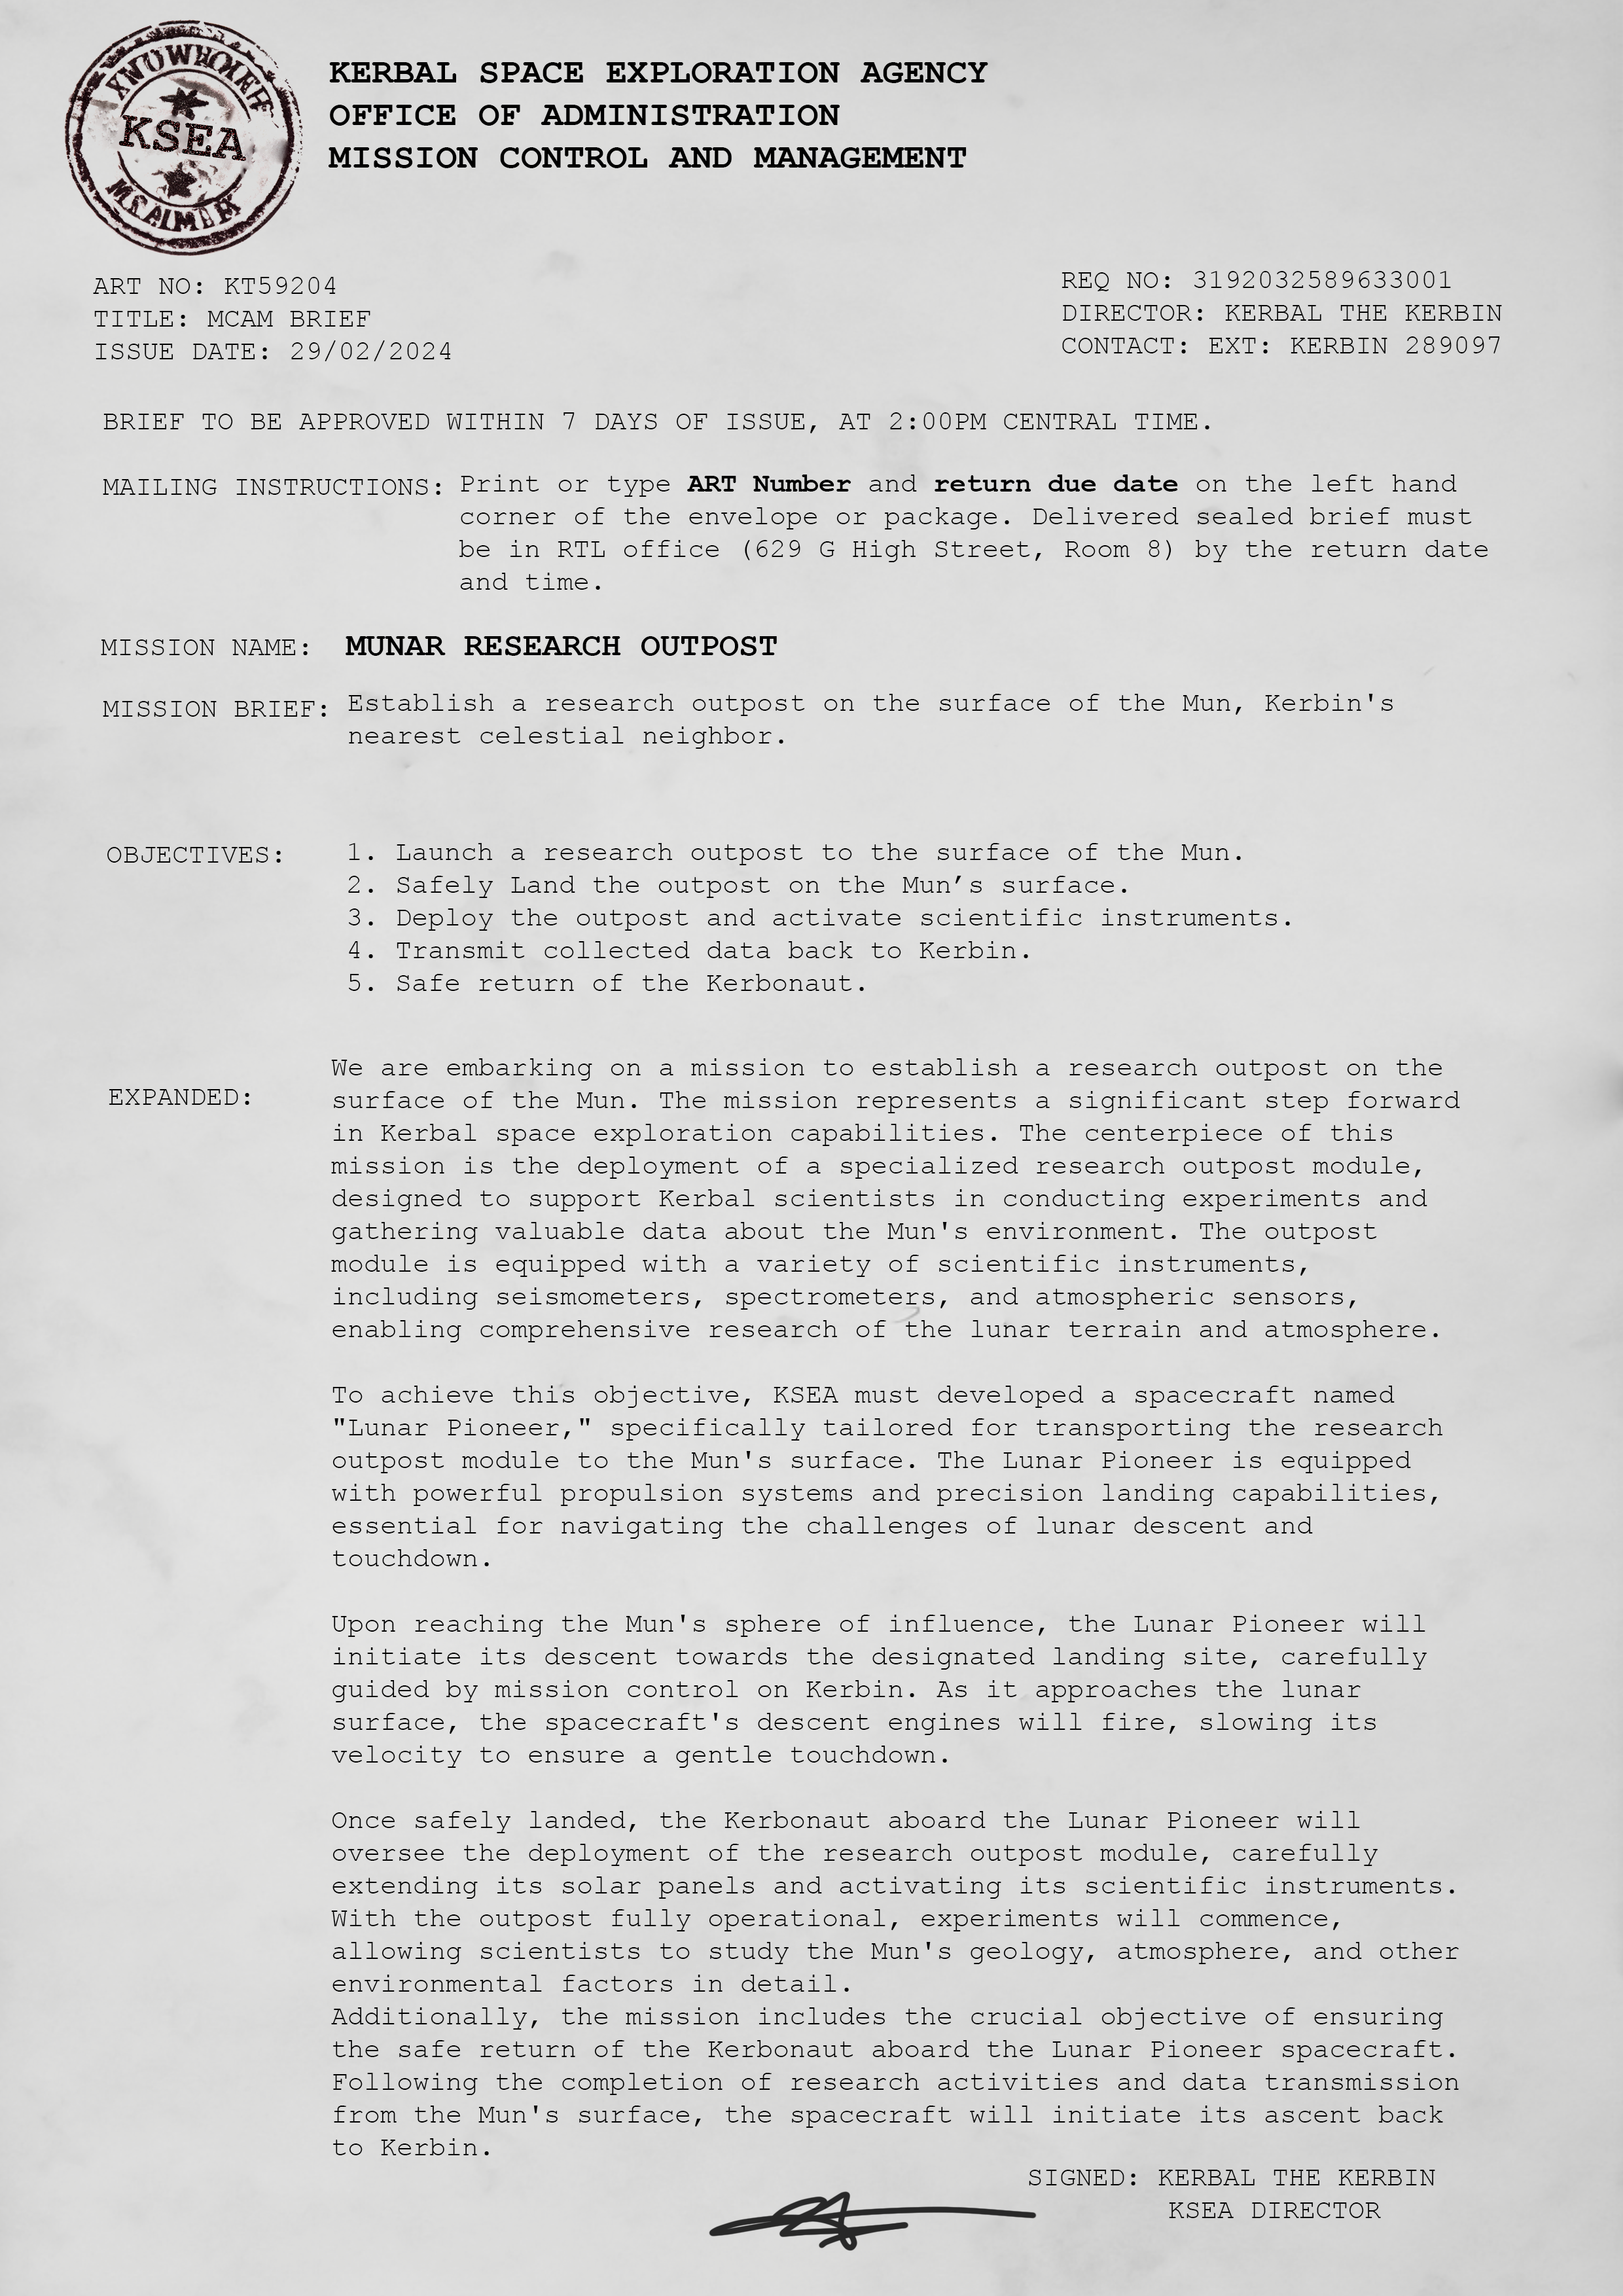 KSEA
KERBAL SPACE EXPLORATION AGENCY
OFFICE OF ADMINISTRATION
MISSION CONTROL AND MANAGEMENT
ART NO: KT59204
TITLE: MCAM BRIEF
ISSUE DATE: 29/02/2024
REQ NO: 3192032589633001
DIRECTOR: KERBAL THE KERBIN
CONTACT: EXT: KERBIN 289097
BRIEF TO BE APPROVED WITHIN 7 DAYS OF ISSUE, AT 2:00PM CENTRAL TIME.
MAILING INSTRUCTIONS: Print or type ART Number and return due date on the left hand
corner of the envelope or package. Delivered sealed brief must
be in RTL office (629 G High Street, Room 8) by the return date
and time.
MISSION NAME: MUNAR RESEARCH OUTPOST
MISSION BRIEF: Establish a research outpost on the surface of the Mun, Kerbin's
nearest celestial neighbor.
OBJECTIVES: 1. Launch a research outpost to the surface of the Mun.
2. Safely Land the outpost on the Mun’s surface.
3. Deploy the outpost and activate scientific instruments.
4. Transmit collected data back to Kerbin.
5. Safe return of the Kerbonaut.
EXPANDED:
We are embarking on a mission to establish a research outpost on the
surface of the Mun. The mission represents a significant step forward
in Kerbal space exploration capabilities. The centerpiece of this
mission is the deployment of a specialized research outpost module,
designed to support Kerbal scientists in conducting experiments and
gathering valuable data about the Mun's environment. The outpost
module is equipped with a variety of scientific instruments,
including seismometers, spectrometers, and atmospheric sensors,
enabling comprehensive research of the lunar terrain and atmosphere.
To achieve this objective, KSEA must developed a spacecraft named
"Lunar Pioneer," specifically tailored for transporting the research
outpost module to the Mun's surface. The Lunar Pioneer is equipped
with powerful propulsion systems and precision landing capabilities,
essential for navigating the challenges of lunar descent and
touchdown.
Upon reaching the Mun's sphere of influence, the Lunar Pioneer will
initiate its descent towards the designated landing site, carefully
guided by mission control on Kerbin. As it approaches the lunar
surface, the spacecraft's descent engines will fire, slowing its
velocity to ensure a gentle touchdown.
Once safely landed, the Kerbonaut aboard the Lunar Pioneer will
oversee the deployment of the research outpost module, carefully
extending its solar panels and activating its scientific instruments.
With the outpost fully operational, experiments will commence,
allowing scientists to study the Mun's geology, atmosphere, and other
environmental factors in detail.
Additionally, the mission includes the crucial objective of ensuring
the safe return of the Kerbonaut aboard the Lunar Pioneer spacecraft.
Following the completion of research activities and data transmission
from the Mun's surface, the spacecraft will initiate its ascent back
to Kerbin.
SIGNED: KERBAL THE KERBIN
KSEA DIRECTOR